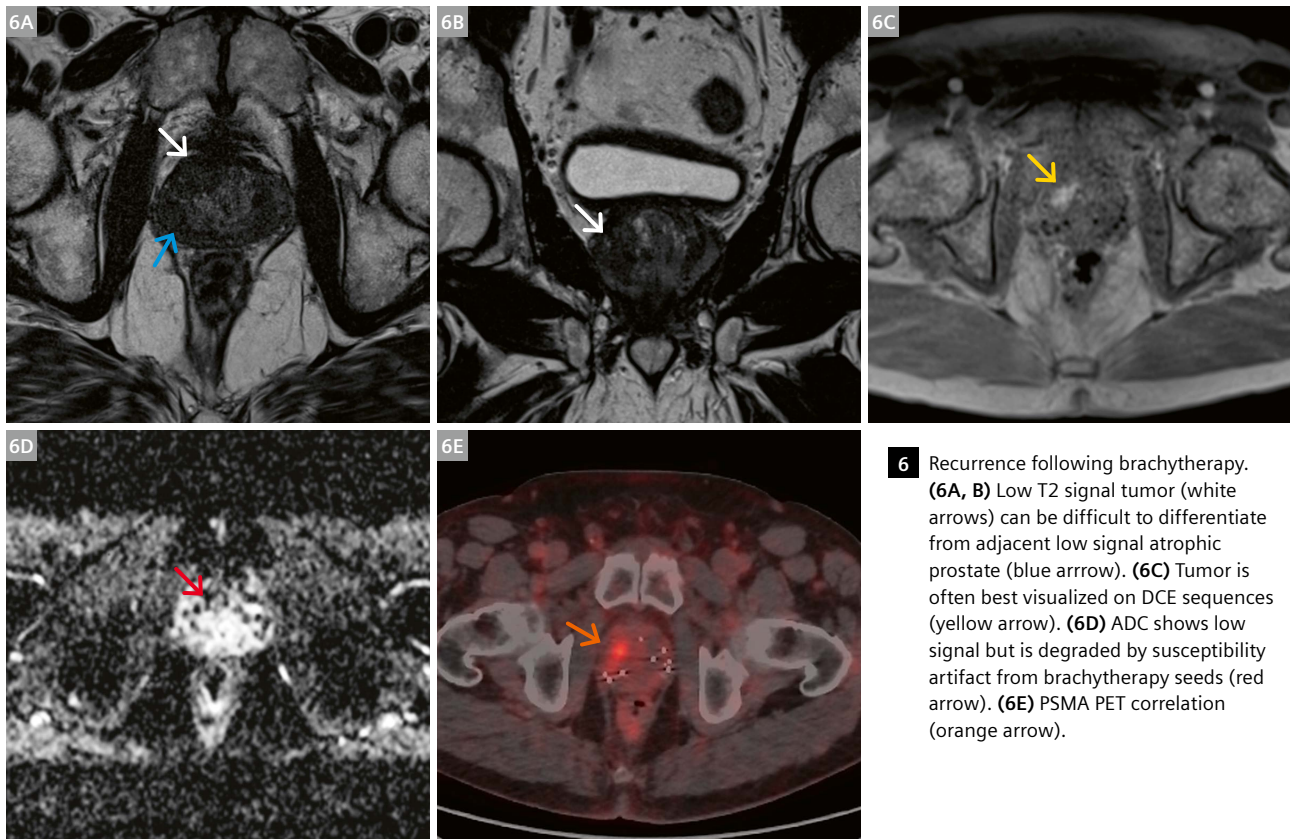 6A
6B
6C
6D
6E
6 Recurrence following brachytherapy.
(6A, B) Low T2 signal tumor (white
arrows) can be difficult to differentiate
from adjacent low signal atrophic
prostate (blue arrrow). (6C) Tumor is
often best visualized on DCE sequences
(yellow arrow). (6D) ADC shows low
signal but is degraded by susceptibility
artifact from brachytherapy seeds (red
arrow). (6E) PSMA PET correlation
(orange arrow).